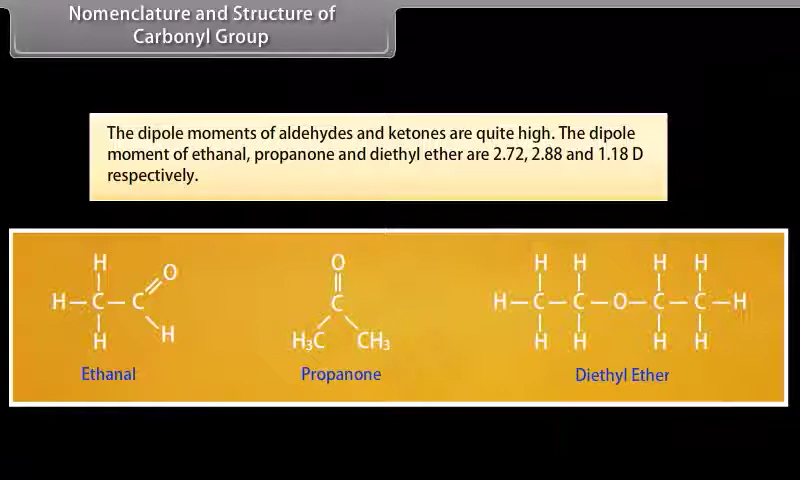 Nomenclature and Structure of
Carbonyl Group
The dipole moments of aldehydes and ketones are quite high. The dipole
moment of ethanal, propanone and diethyl ether are 2.72, 2.88 and 1.18 D
respectively.
H
O
H—C—C
H
H
Ethanal
O
C
H₃C CH₃
Propanone
H H H H
H—C—C—O—C—C—H
H H H H
Diethyl Ether